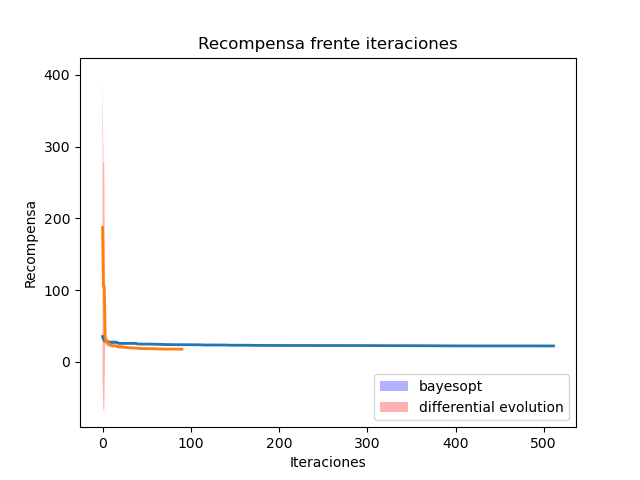 Recompensa frente iteraciones
400
300
200
100
0
Recompensa
0 100 200 300 400 500
Iteraciones
bayesopt
differential evolution